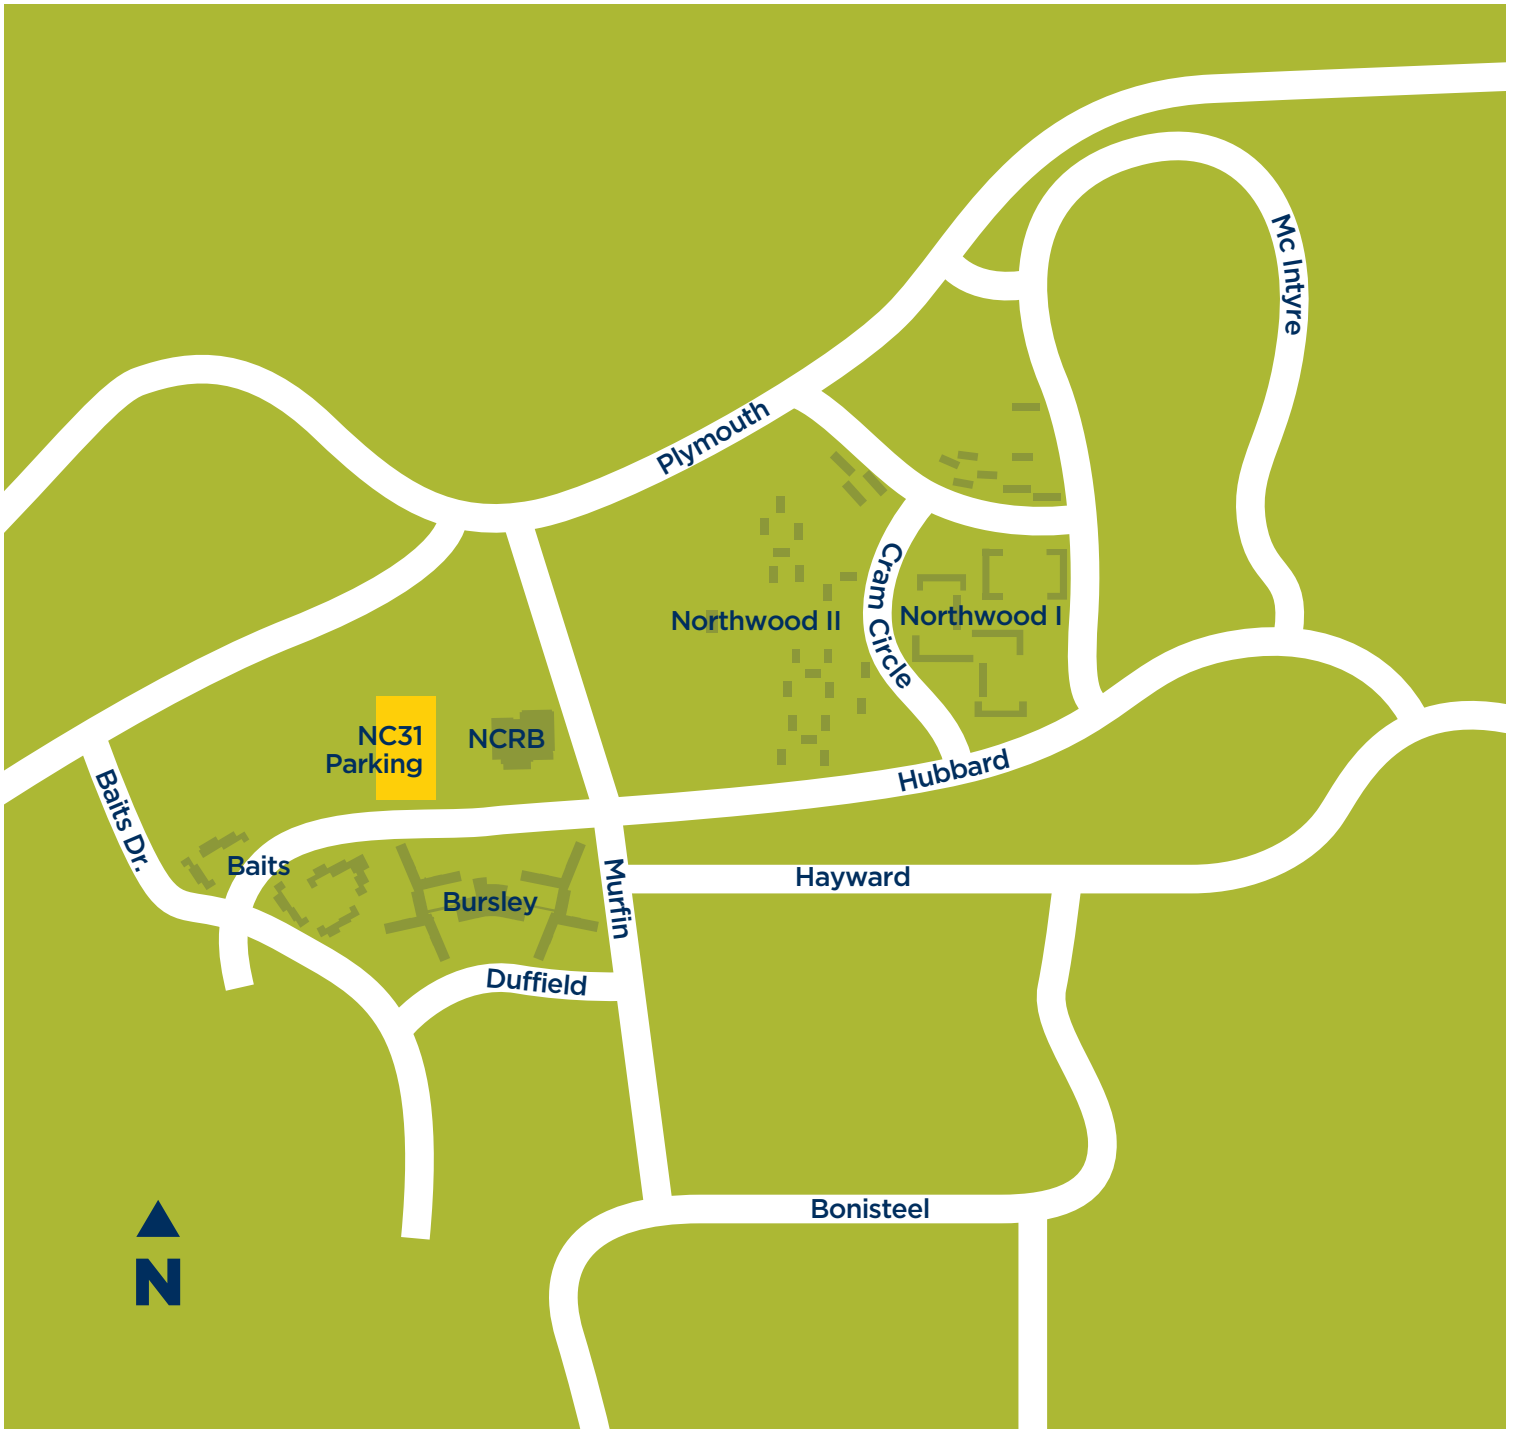 Mc Intyre
Plymouth
Cram Circle
Northwood II
Northwood I
NC31
Parking
NCRB
Hubbard
Baits Dr.
Baits
Bursley
Murfin
Hayward
Duffield
Bonisteel
N